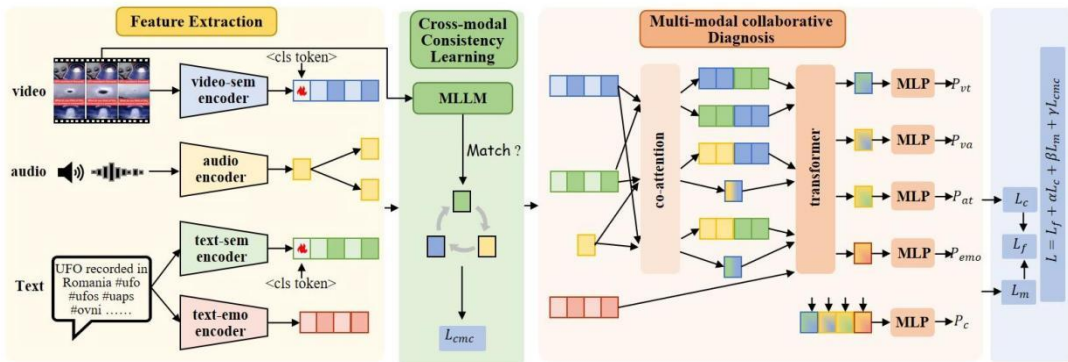 Feature Extraction
video
video-sem
encoder
<cls token>
audio
audio
encoder
Text
UFO recorded in
Romania #ufo
#ufos #uaps
#ovni ……
text-sem
encoder
<cls token>
text-emo
encoder
Cross-modal
Consistency
Learning
MLLM
Match ?
L_cmc
Multi-modal collaborative
Diagnosis
co-attention
transformer
MLP
P_vt
MLP
P_va
MLP
P_at
MLP
P_emo
MLP
P_c
L_c
L_f
L_m
L = L_f + αL_c + βL_m + γL_cmc